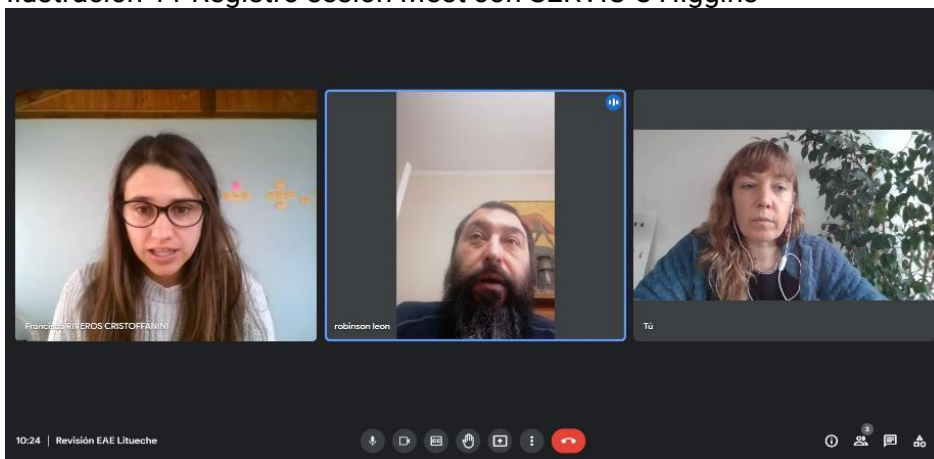 Ilustración 11 Registro sesión Meet con SERVIU O'Higgins
Francisca RIVEROS CRISTOFFANINI
robinson leon
Tú
10:24 | Revisión EAE Litueche
3